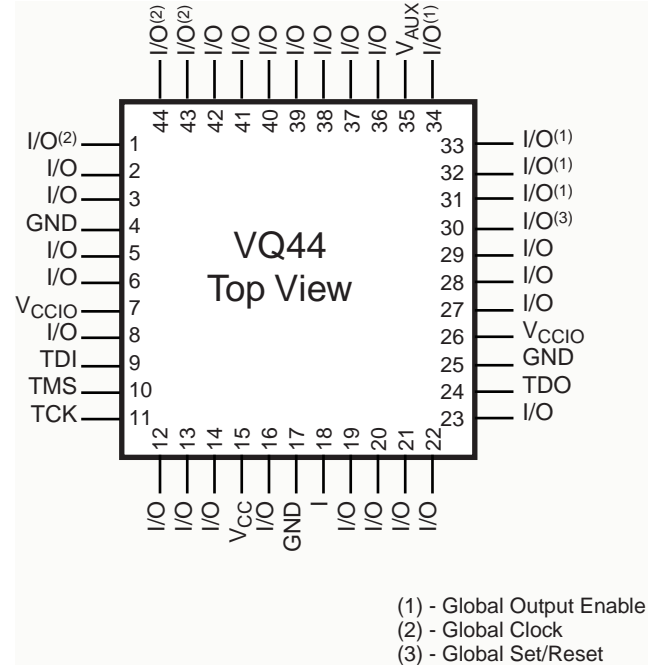 I/O(2) I/O(2) I/O I/O I/O I/O I/O I/O I/O VAUX I/O(1)
44 43 42 41 40 39 38 37 36 35 34
I/O(2) 1
I/O 2
I/O 3
GND 4
I/O 5
I/O 6
VCCIO 7
I/O 8
TDI 9
TMS 10
TCK 11
VQ44
Top View
33 I/O(1)
32 I/O(1)
31 I/O(1)
30 I/O(3)
29 I/O
28 I/O
27 I/O
26 VCCIO
25 GND
24 TDO
23 I/O
12 13 14 15 16 17 18 19 20 21 22
I/O I/O I/O VCC I/O GND I I/O I/O I/O I/O
(1) - Global Output Enable
(2) - Global Clock
(3) - Global Set/Reset